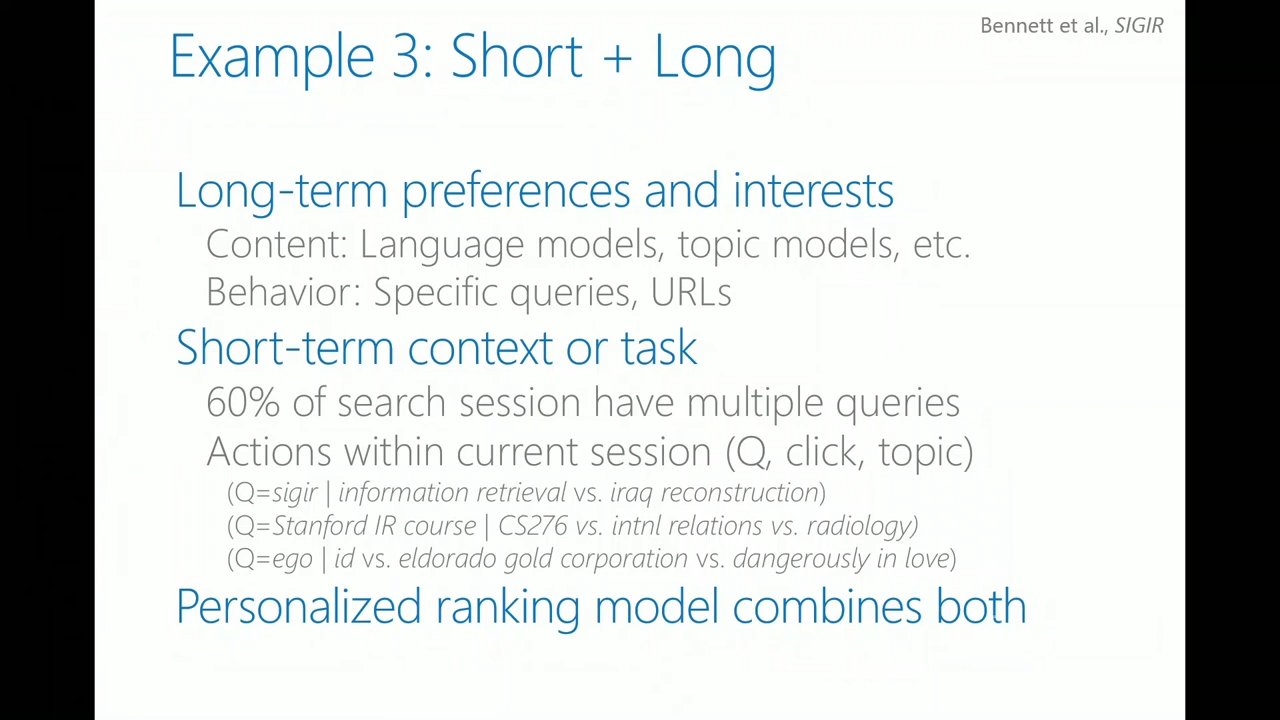 Bennett et al., SIGIR
Example 3: Short + Long
Long-term preferences and interests
Content: Language models, topic models, etc.
Behavior: Specific queries, URLs
Short-term context or task
60% of search session have multiple queries
Actions within current session (Q, click, topic)
(Q=sigir | information retrieval vs. iraq reconstruction)
(Q=Stanford IR course | CS276 vs. intnl relations vs. radiology)
(Q=ego | id vs. eldorado gold corporation vs. dangerously in love)
Personalized ranking model combines both